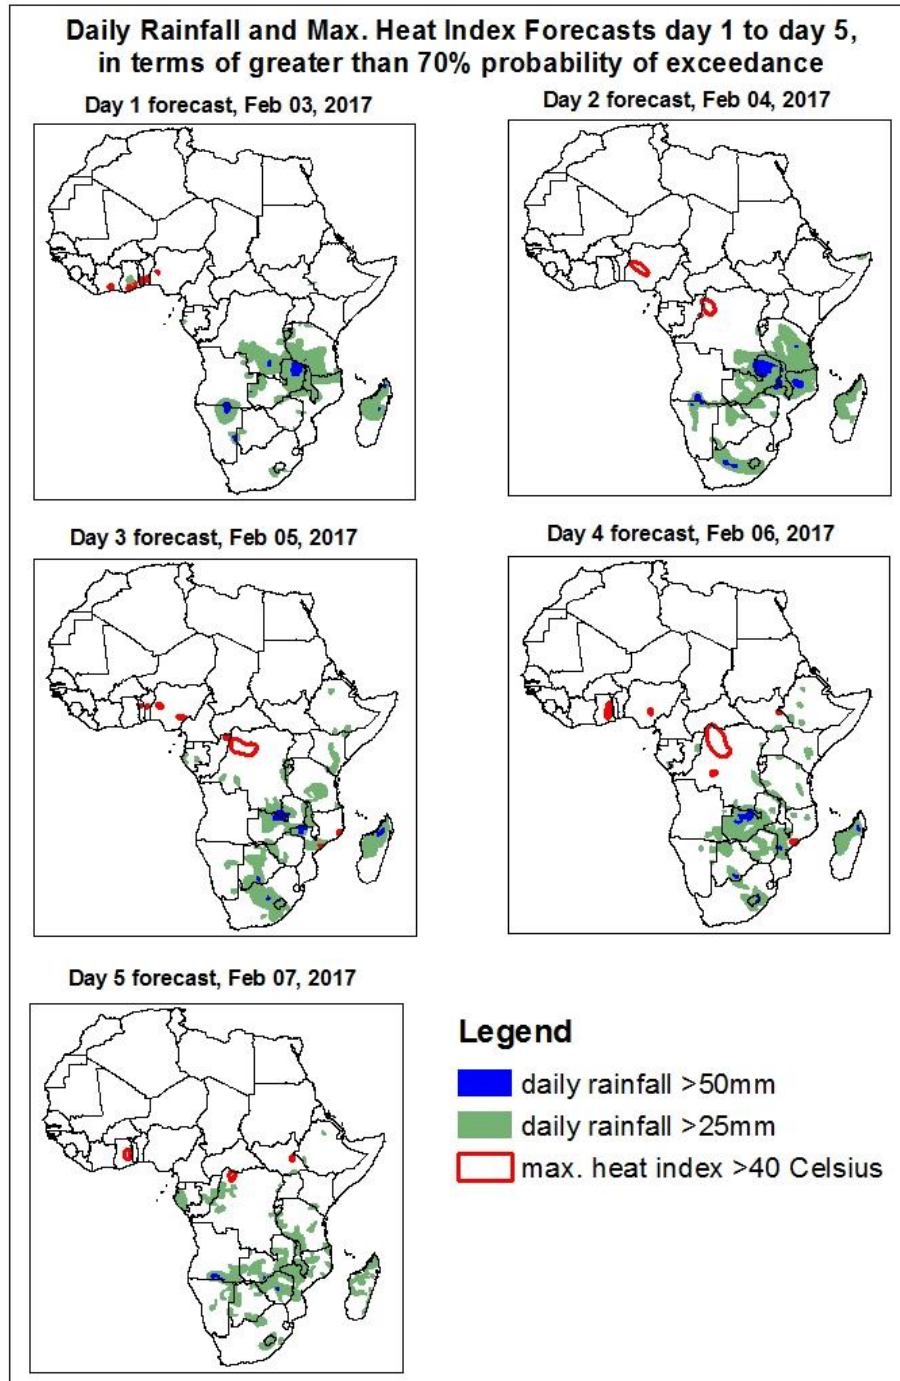 Daily Rainfall and Max. Heat Index Forecasts day 1 to day 5,
in terms of greater than 70% probability of exceedance
Day 1 forecast, Feb 03, 2017
Day 2 forecast, Feb 04, 2017
Day 3 forecast, Feb 05, 2017
Day 4 forecast, Feb 06, 2017
Day 5 forecast, Feb 07, 2017
Legend
daily rainfall >50mm
daily rainfall >25mm
max. heat index >40 Celsius